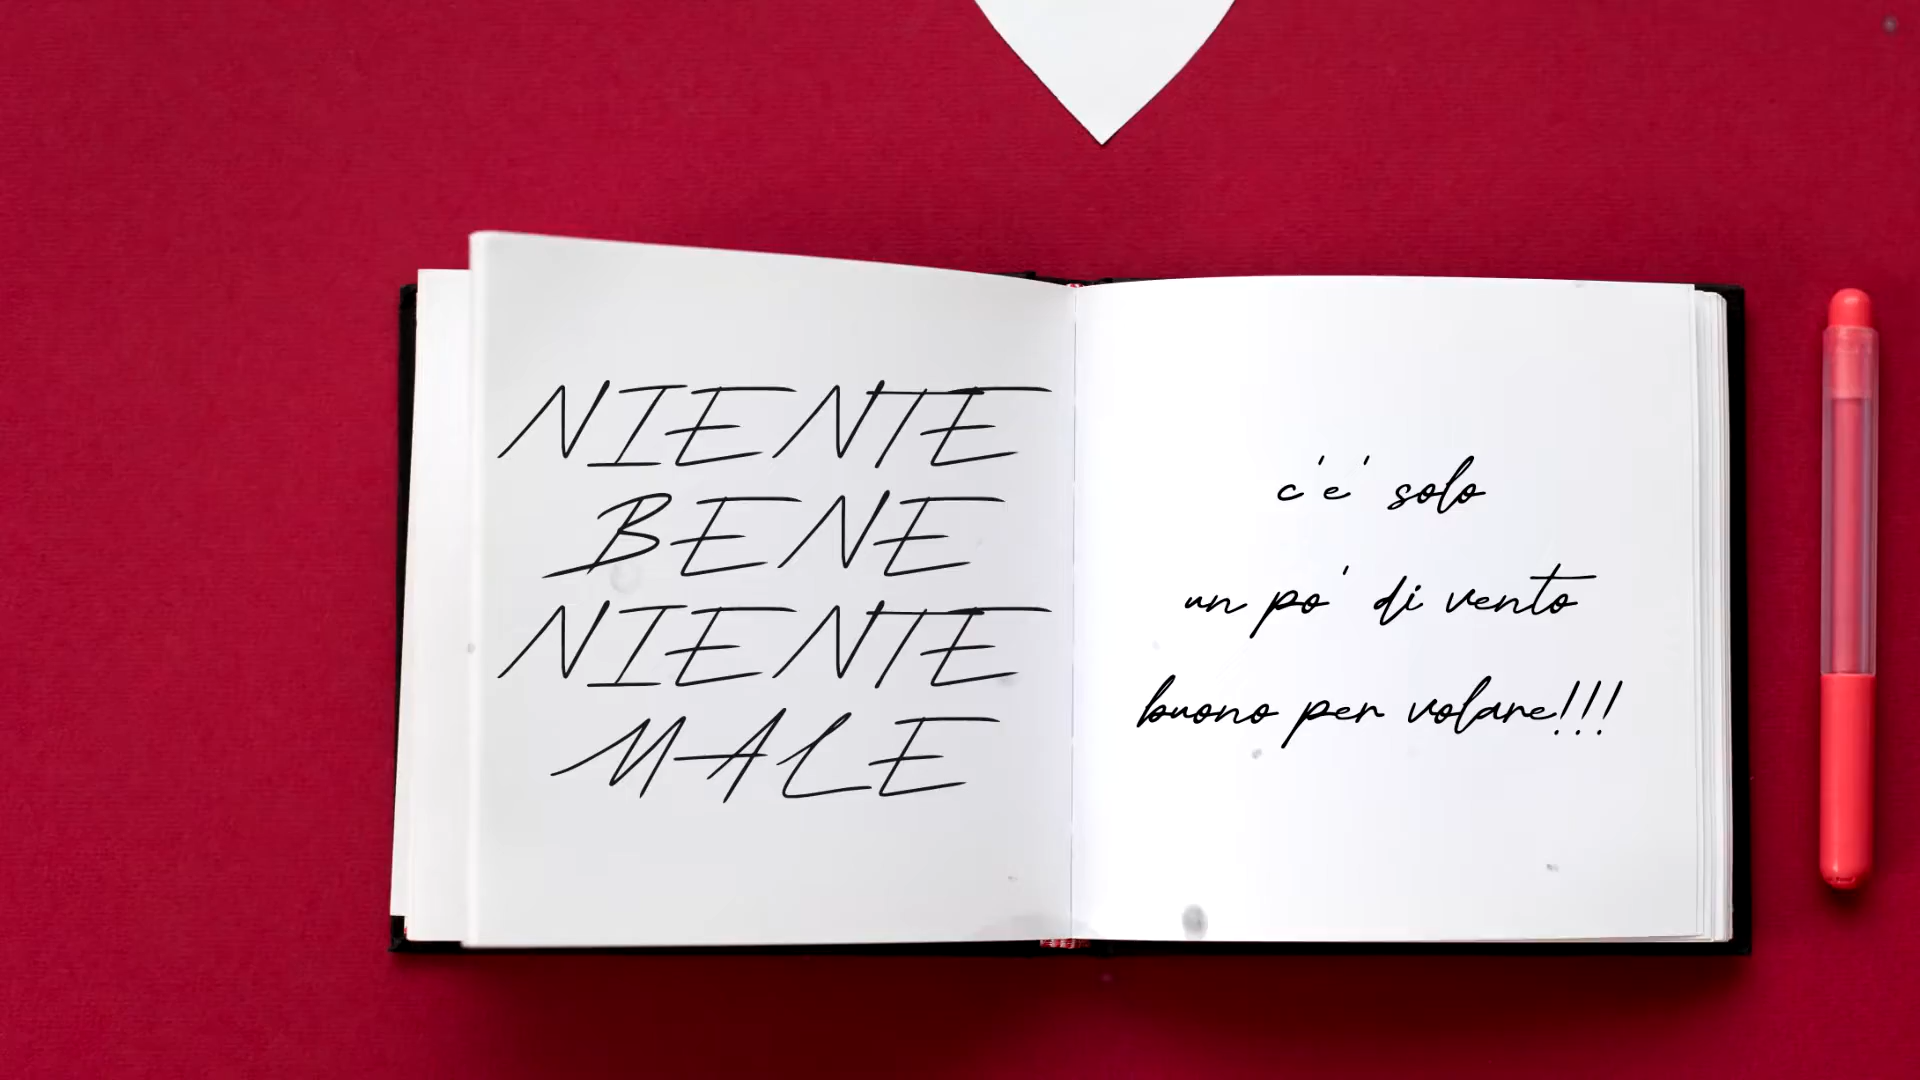 NIENTE
BENE
NIENTE
MALE
c'e' solo
un po' di vento
buono per volare!!!